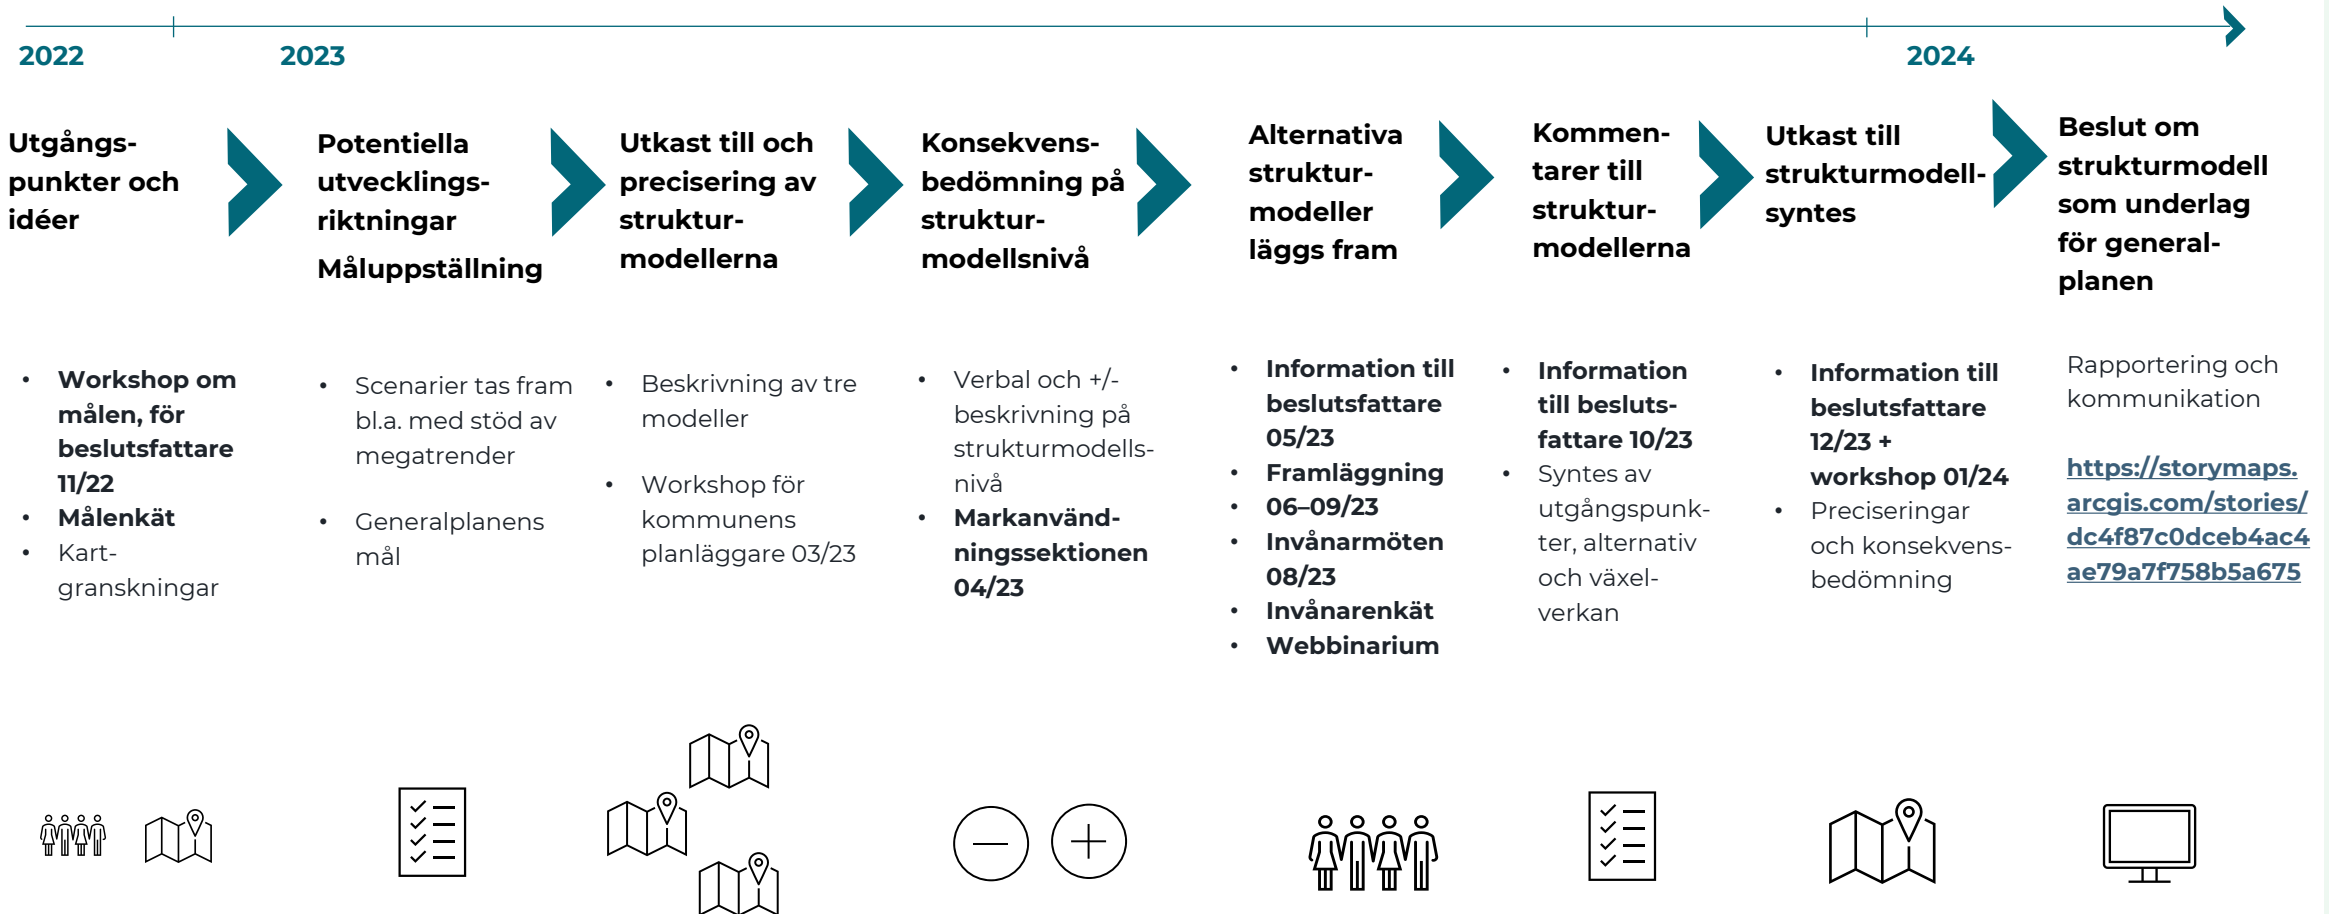 2022
2023
2024
Utgångs-
punkter och
idéer
Potentiella
utvecklings-
riktningar
Måluppställning
Utkast till och
precisering av
struktur-
modellerna
Konsekvens-
bedömning på
struktur-
modellsnivå
Alternativa
struktur-
modeller
läggs fram
Kommen-
tarer till
struktur-
modellerna
Utkast till
strukturmodell-
syntes
Beslut om
strukturmodell
som underlag
för general-
planen
• Workshop om
målen, för
beslutsfattare
11/22
• Målenkät
• Kart-
granskningar
• Scenarier tas fram
bl.a. med stöd av
megatrender
• Generalplanens
mål
• Beskrivning av tre
modeller
• Workshop för
kommunens
planläggare 03/23
• Verbal och +/-
beskrivning på
strukturmodells-
nivå
• Markanvänd-
ningssektionen
04/23
• Information till
beslutsfattare
05/23
• Framläggning
• 06–09/23
• Invånarmöten
08/23
• Invånarenkät
• Webbinarium
• Information
till besluts-
fattare 10/23
• Syntes av
utgångspunk-
ter, alternativ
och växel-
verkan
• Information till
beslutsfattare
12/23 +
workshop 01/24
• Preciseringar
och konsekvens-
bedömning
Rapportering och
kommunikation
https://storymaps.
arcgis.com/stories/
dc4f87c0dceb4ac4
ae79a7f758b5a675